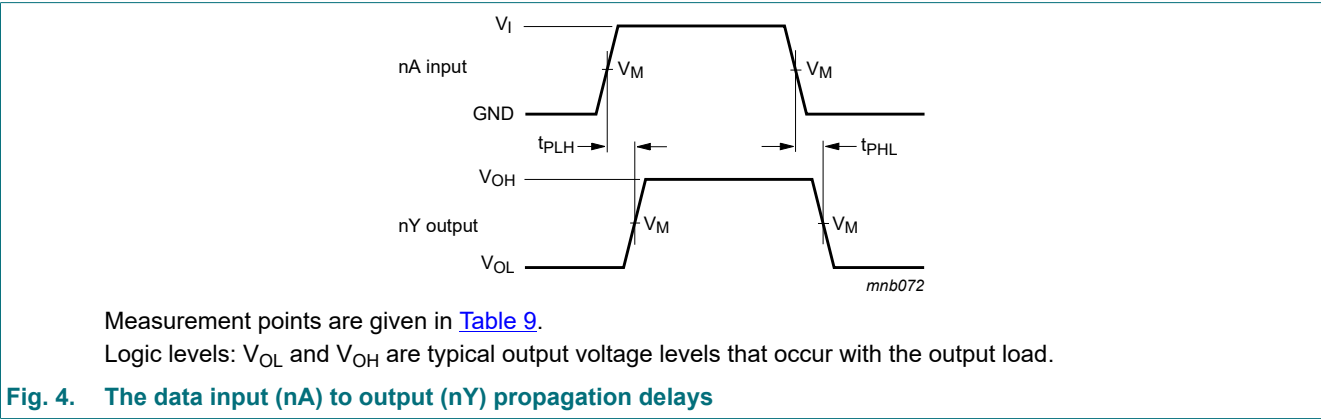 V_I
nA input
V_M
V_M
GND
t_PLH
t_PHL
V_OH
nY output
V_M
V_M
V_OL
mnb072
Measurement points are given in Table 9.
Logic levels: V_OL and V_OH are typical output voltage levels that occur with the output load.
Fig. 4. The data input (nA) to output (nY) propagation delays